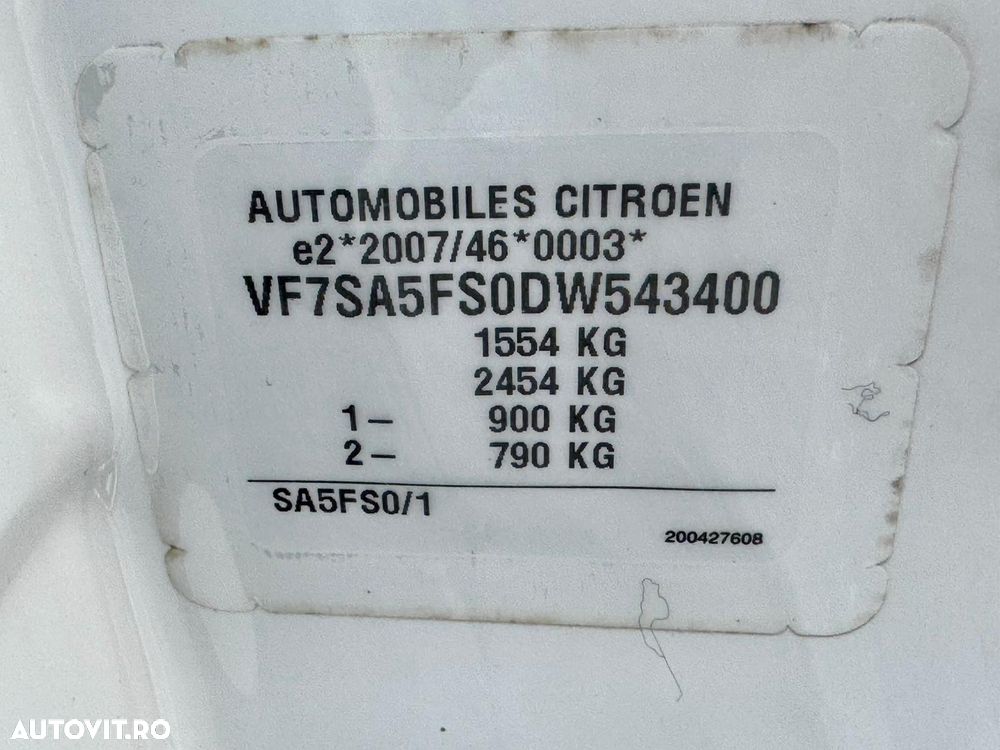 AUTOMOBILES CITROEN
e2*2007/46*0003*
VF7SA5FS0DW543400
1554 KG
2454 KG
1- 900 KG
2- 790 KG
SA5FS0/1
200427608
AUTOVIT.RO